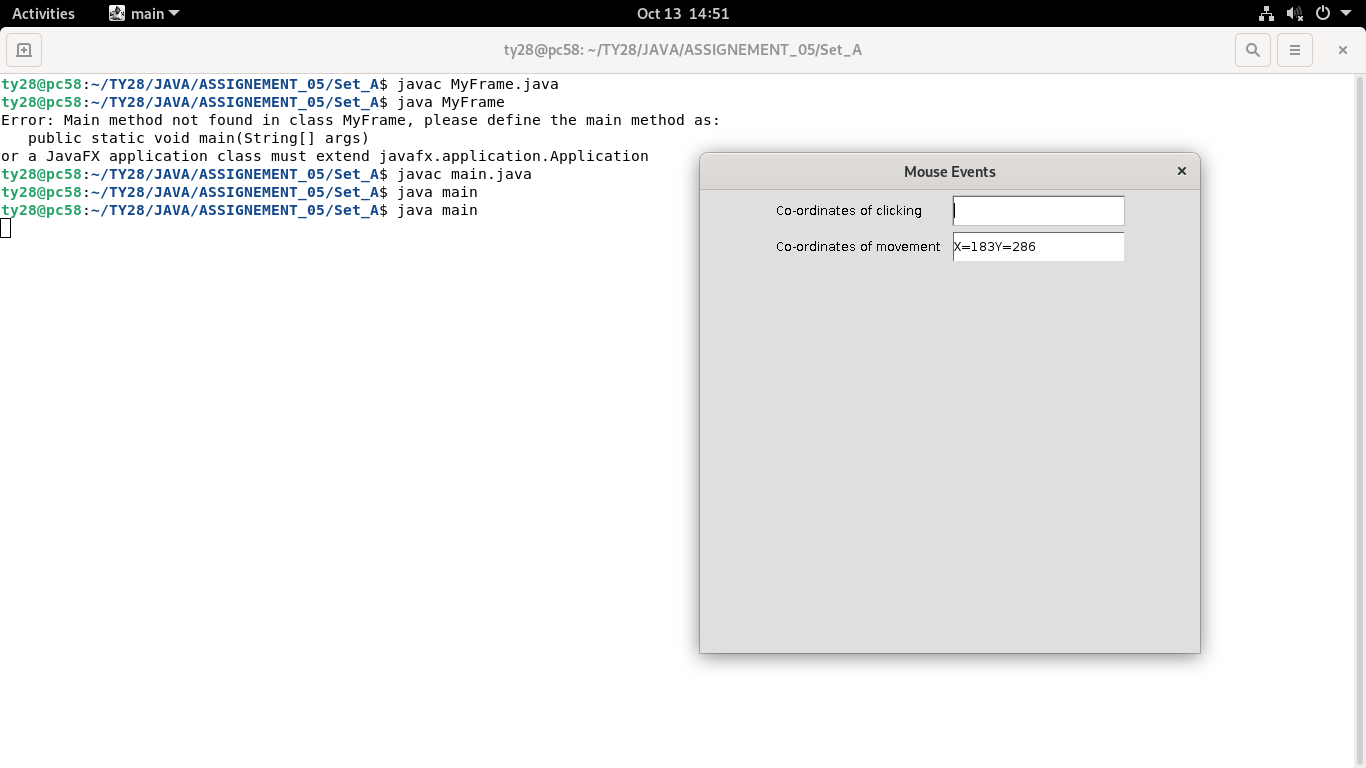 Activities main Oct 13 14:51
ty28@pc58: ~/TY28/JAVA/ASSIGNEMENT_05/Set_A
ty28@pc58:~/TY28/JAVA/ASSIGNEMENT_05/Set_A$ javac MyFrame.java
ty28@pc58:~/TY28/JAVA/ASSIGNEMENT_05/Set_A$ java MyFrame
Error: Main method not found in class MyFrame, please define the main method as:
   public static void main(String[] args)
or a JavaFX application class must extend javafx.application.Application
ty28@pc58:~/TY28/JAVA/ASSIGNEMENT_05/Set_A$ javac main.java
ty28@pc58:~/TY28/JAVA/ASSIGNEMENT_05/Set_A$ java main
ty28@pc58:~/TY28/JAVA/ASSIGNEMENT_05/Set_A$ java main
Mouse Events
Co-ordinates of clicking
Co-ordinates of movement X=183Y=286